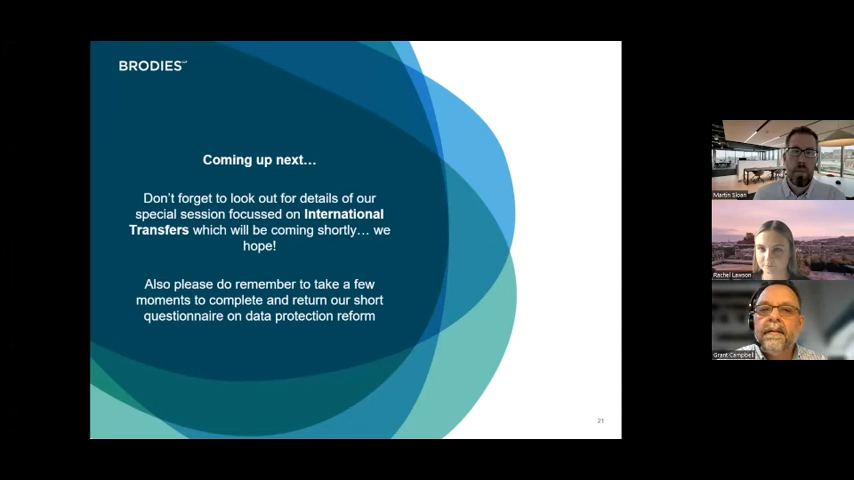 BRODIES LLP
Coming up next…
Don't forget to look out for details of our
special session focussed on International
Transfers which will be coming shortly… we
hope!
Also please do remember to take a few
moments to complete and return our short
questionnaire on data protection reform
21
Martin Sloan
Rachel Lawson
Grant Campbell